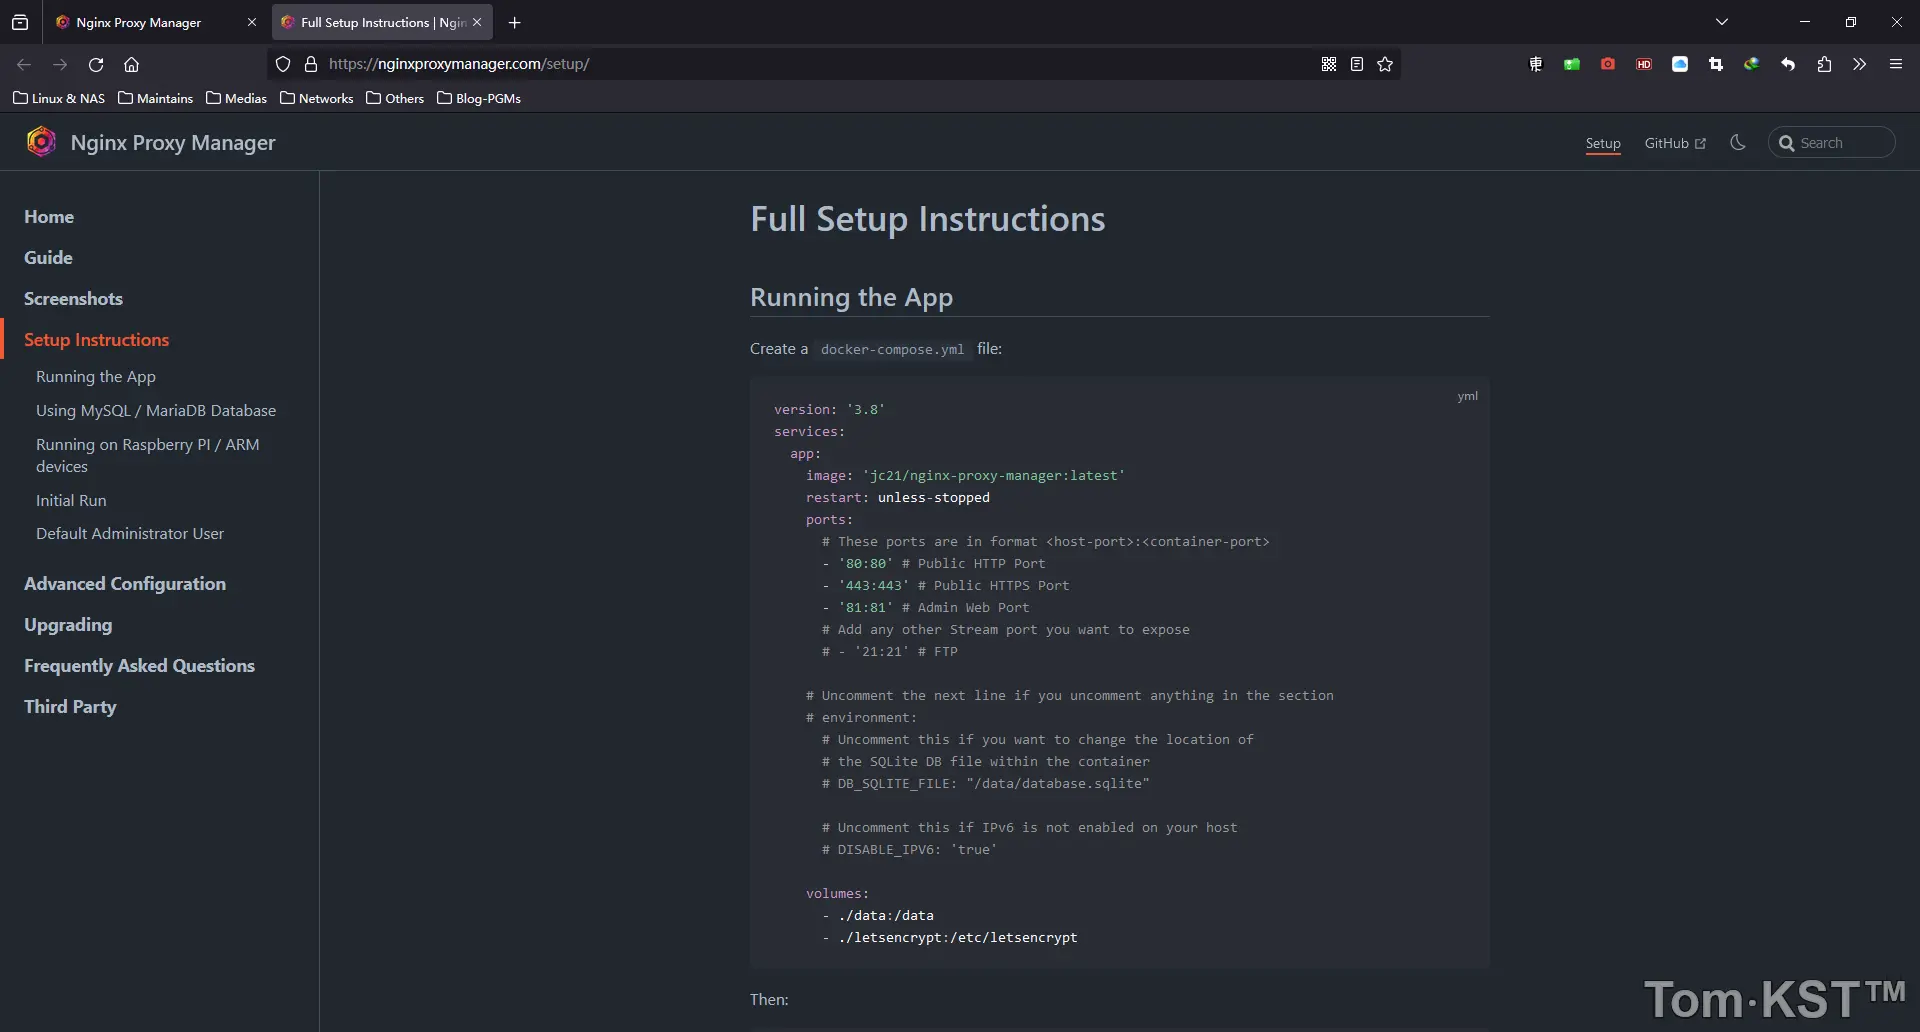 Nginx Proxy Manager
Full Setup Instructions | Ngin
https://nginxproxymanager.com/setup/
HD
Linux & NAS
Maintains
Medias
Networks
Others
Blog-PGMs
Nginx Proxy Manager
Setup
GitHub
Search
Home
Guide
Screenshots
Setup Instructions
Running the App
Using MySQL / MariaDB Database
Running on Raspberry PI / ARM
devices
Initial Run
Default Administrator User
Advanced Configuration
Upgrading
Frequently Asked Questions
Third Party
Full Setup Instructions
Running the App
Create a docker-compose.yml file:
yml
version: '3.8'
services:
  app:
    image: 'jc21/nginx-proxy-manager:latest'
    restart: unless-stopped
    ports:
      # These ports are in format <host-port>:<container-port>
      - '80:80' # Public HTTP Port
      - '443:443' # Public HTTPS Port
      - '81:81' # Admin Web Port
      # Add any other Stream port you want to expose
      # - '21:21' # FTP
    # Uncomment the next line if you uncomment anything in the section
    # environment:
      # Uncomment this if you want to change the location of
      # the SQLite DB file within the container
      # DB_SQLITE_FILE: "/data/database.sqlite"
      # Uncomment this if IPv6 is not enabled on your host
      # DISABLE_IPV6: 'true'
    volumes:
      - ./data:/data
      - ./letsencrypt:/etc/letsencrypt
Then:
Tom·KST™